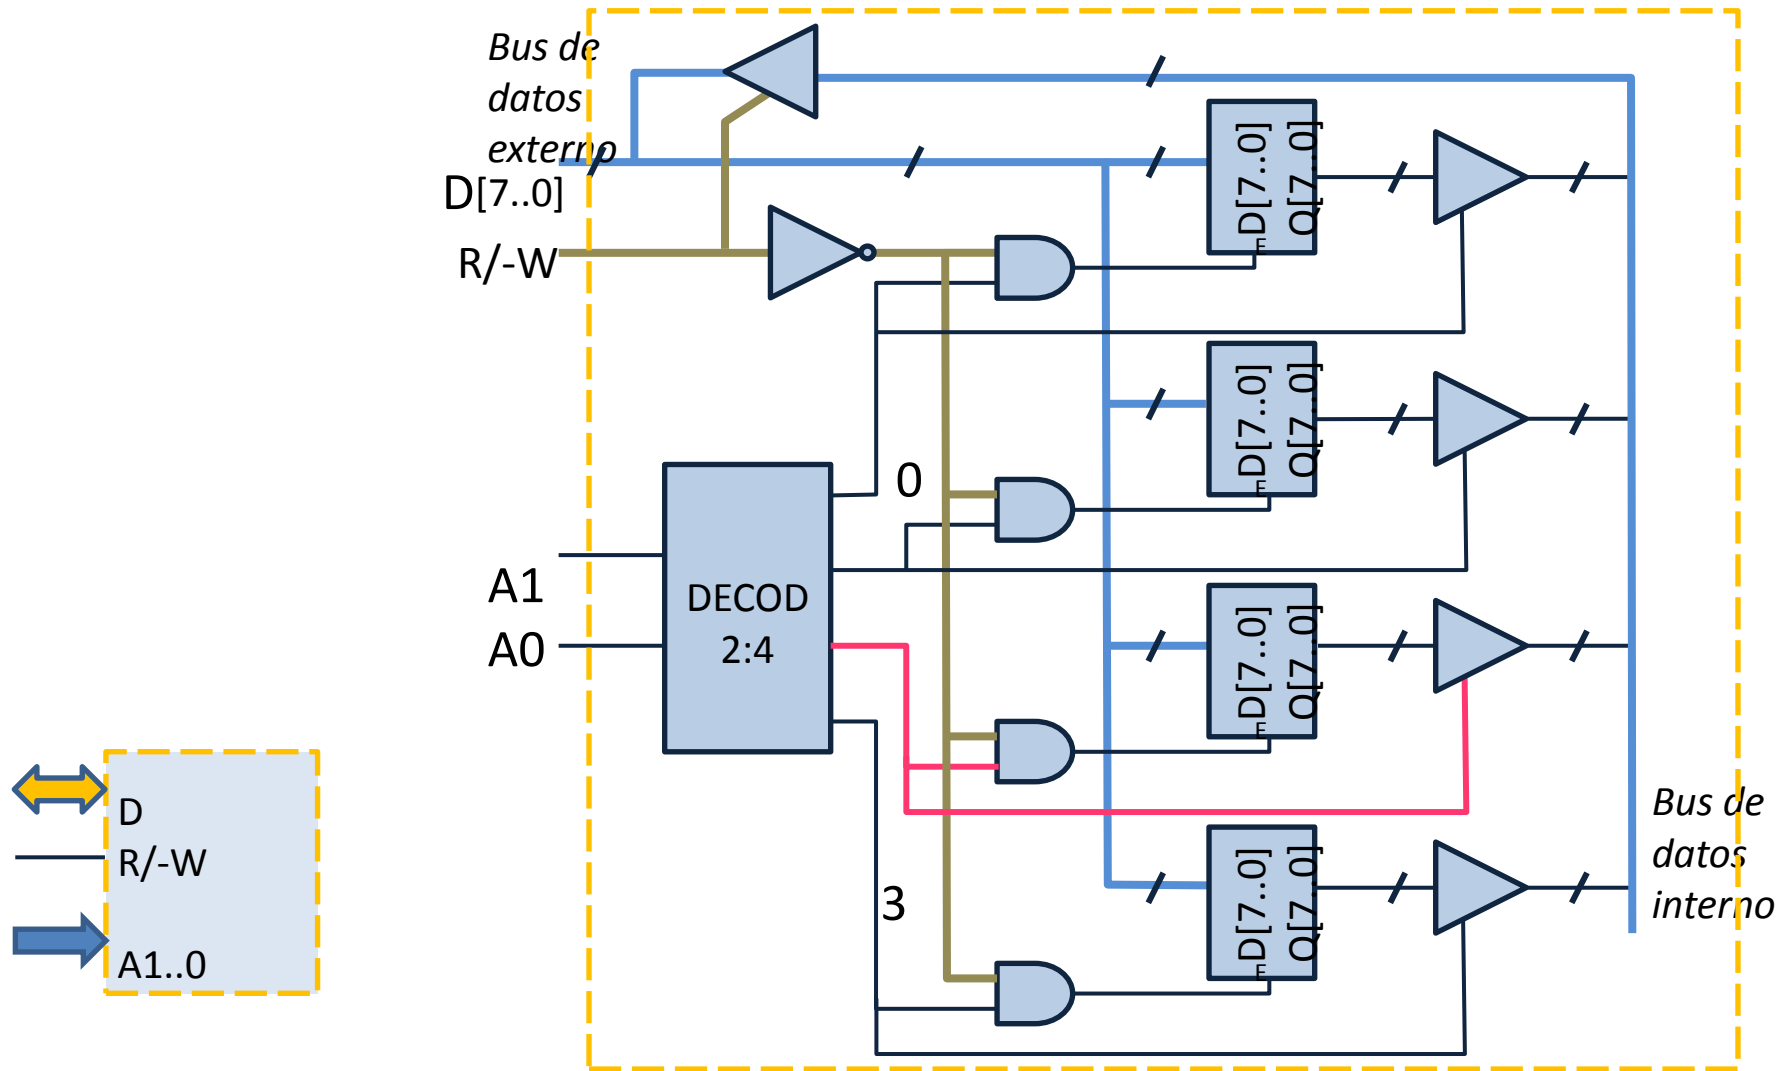 Bus de
datos
externo
D[7..0]
R/-W
D[7..0]
Q[7..0]
E
D[7..0]
Q[7..0]
E
0
A1
A0
DECOD
2:4
D[7..0]
Q[7..0]
E
D[7..0]
Q[7..0]
E
3
Bus de
datos
interno
D
R/-W
A1..0